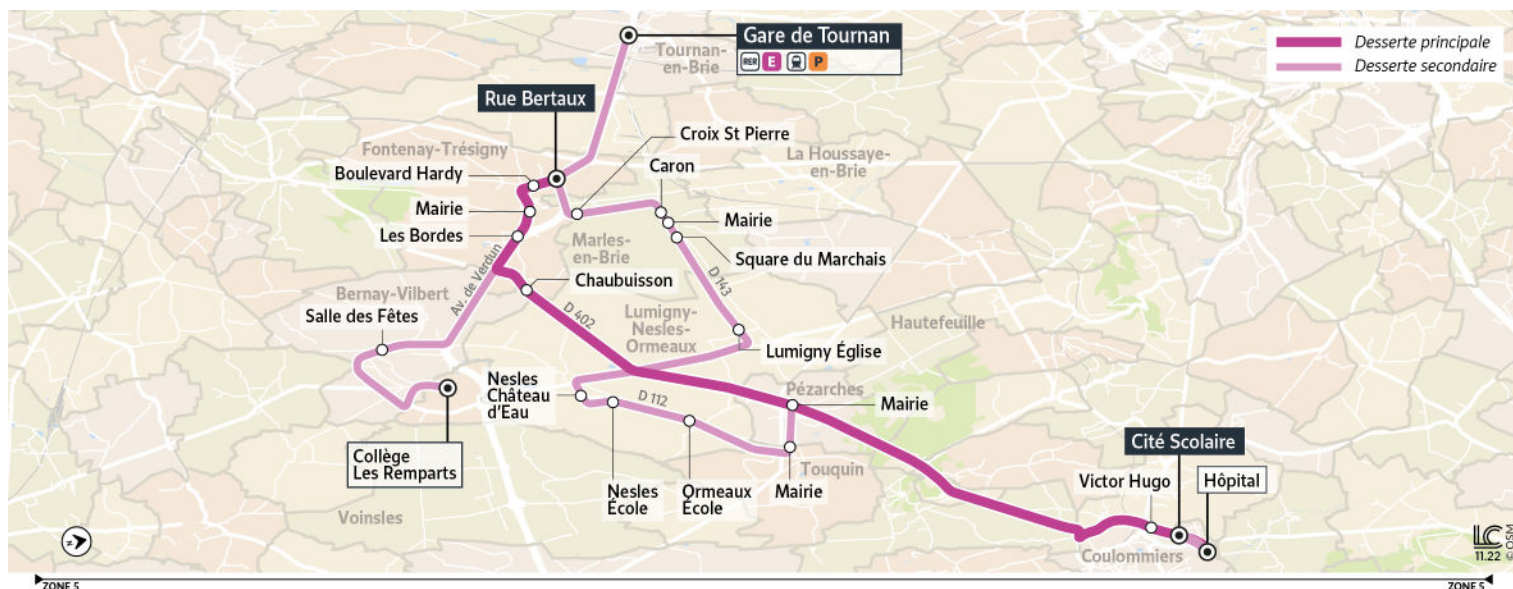 Gare de Tournan
RER E P
Desserte principale
Desserte secondaire
Tournan-
en-Brie
Rue Bertaux
Croix St Pierre
Fontenay-Trésigny
La Houssaye-
en-Brie
Boulevard Hardy
Caron
Mairie
Mairie
Les Bordes
Marles-
en-Brie
Square du Marchais
Av. de Verdun
Chaubuisson
D 143
Bernay-Vilbert
Salle des Fêtes
D 402
Lumigny-
Nesles-
Ormeaux
Hautefeuille
Lumigny Église
Nesles
Château
d'Eau
Pézarches
D 112
Mairie
Collège
Les Remparts
Cité Scolaire
Touquin
Victor Hugo
Hôpital
Nesles
École
Ormeaux
École
Mairie
Voinsles
N
Coulommiers
LC
11.22
© OSM
ZONE 5
ZONE 5